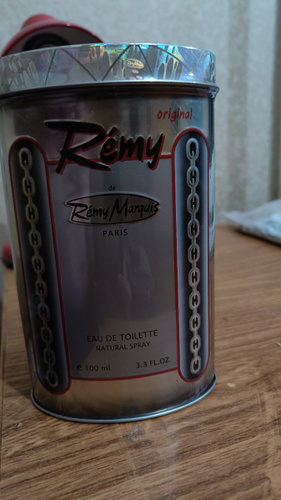 original
Rémy
de
Rémy Marquis
PARIS
EAU DE TOILETTE
NATURAL SPRAY
e 100 ml 3.3 FL.OZ.